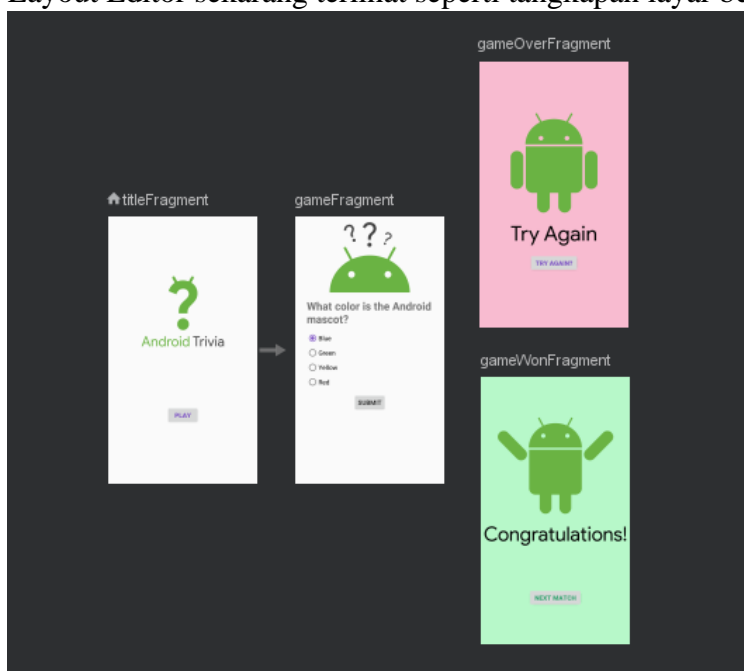 Layout Editor sekarang terlihat seperti tangkapan layar
gameOverFragment
Try Again
TRY AGAIN?
titleFragment
Android Trivia
PLAY
gameFragment
? ? ?
What color is the Android
mascot?
Blue
Green
Yellow
Red
SUBMIT
gameWonFragment
Congratulations!
NEXT MATCH